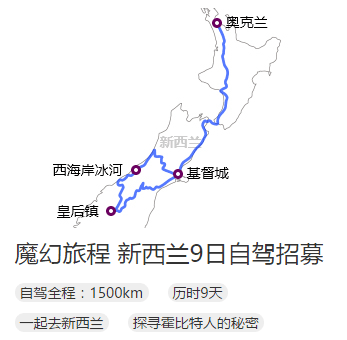 奥克兰
新西兰
西海岸冰河
基督城
皇后镇
魔幻旅程 新西兰9日自驾招募
自驾全程：1500km 历时9天
一起去新西兰 探寻霍比特人的秘密